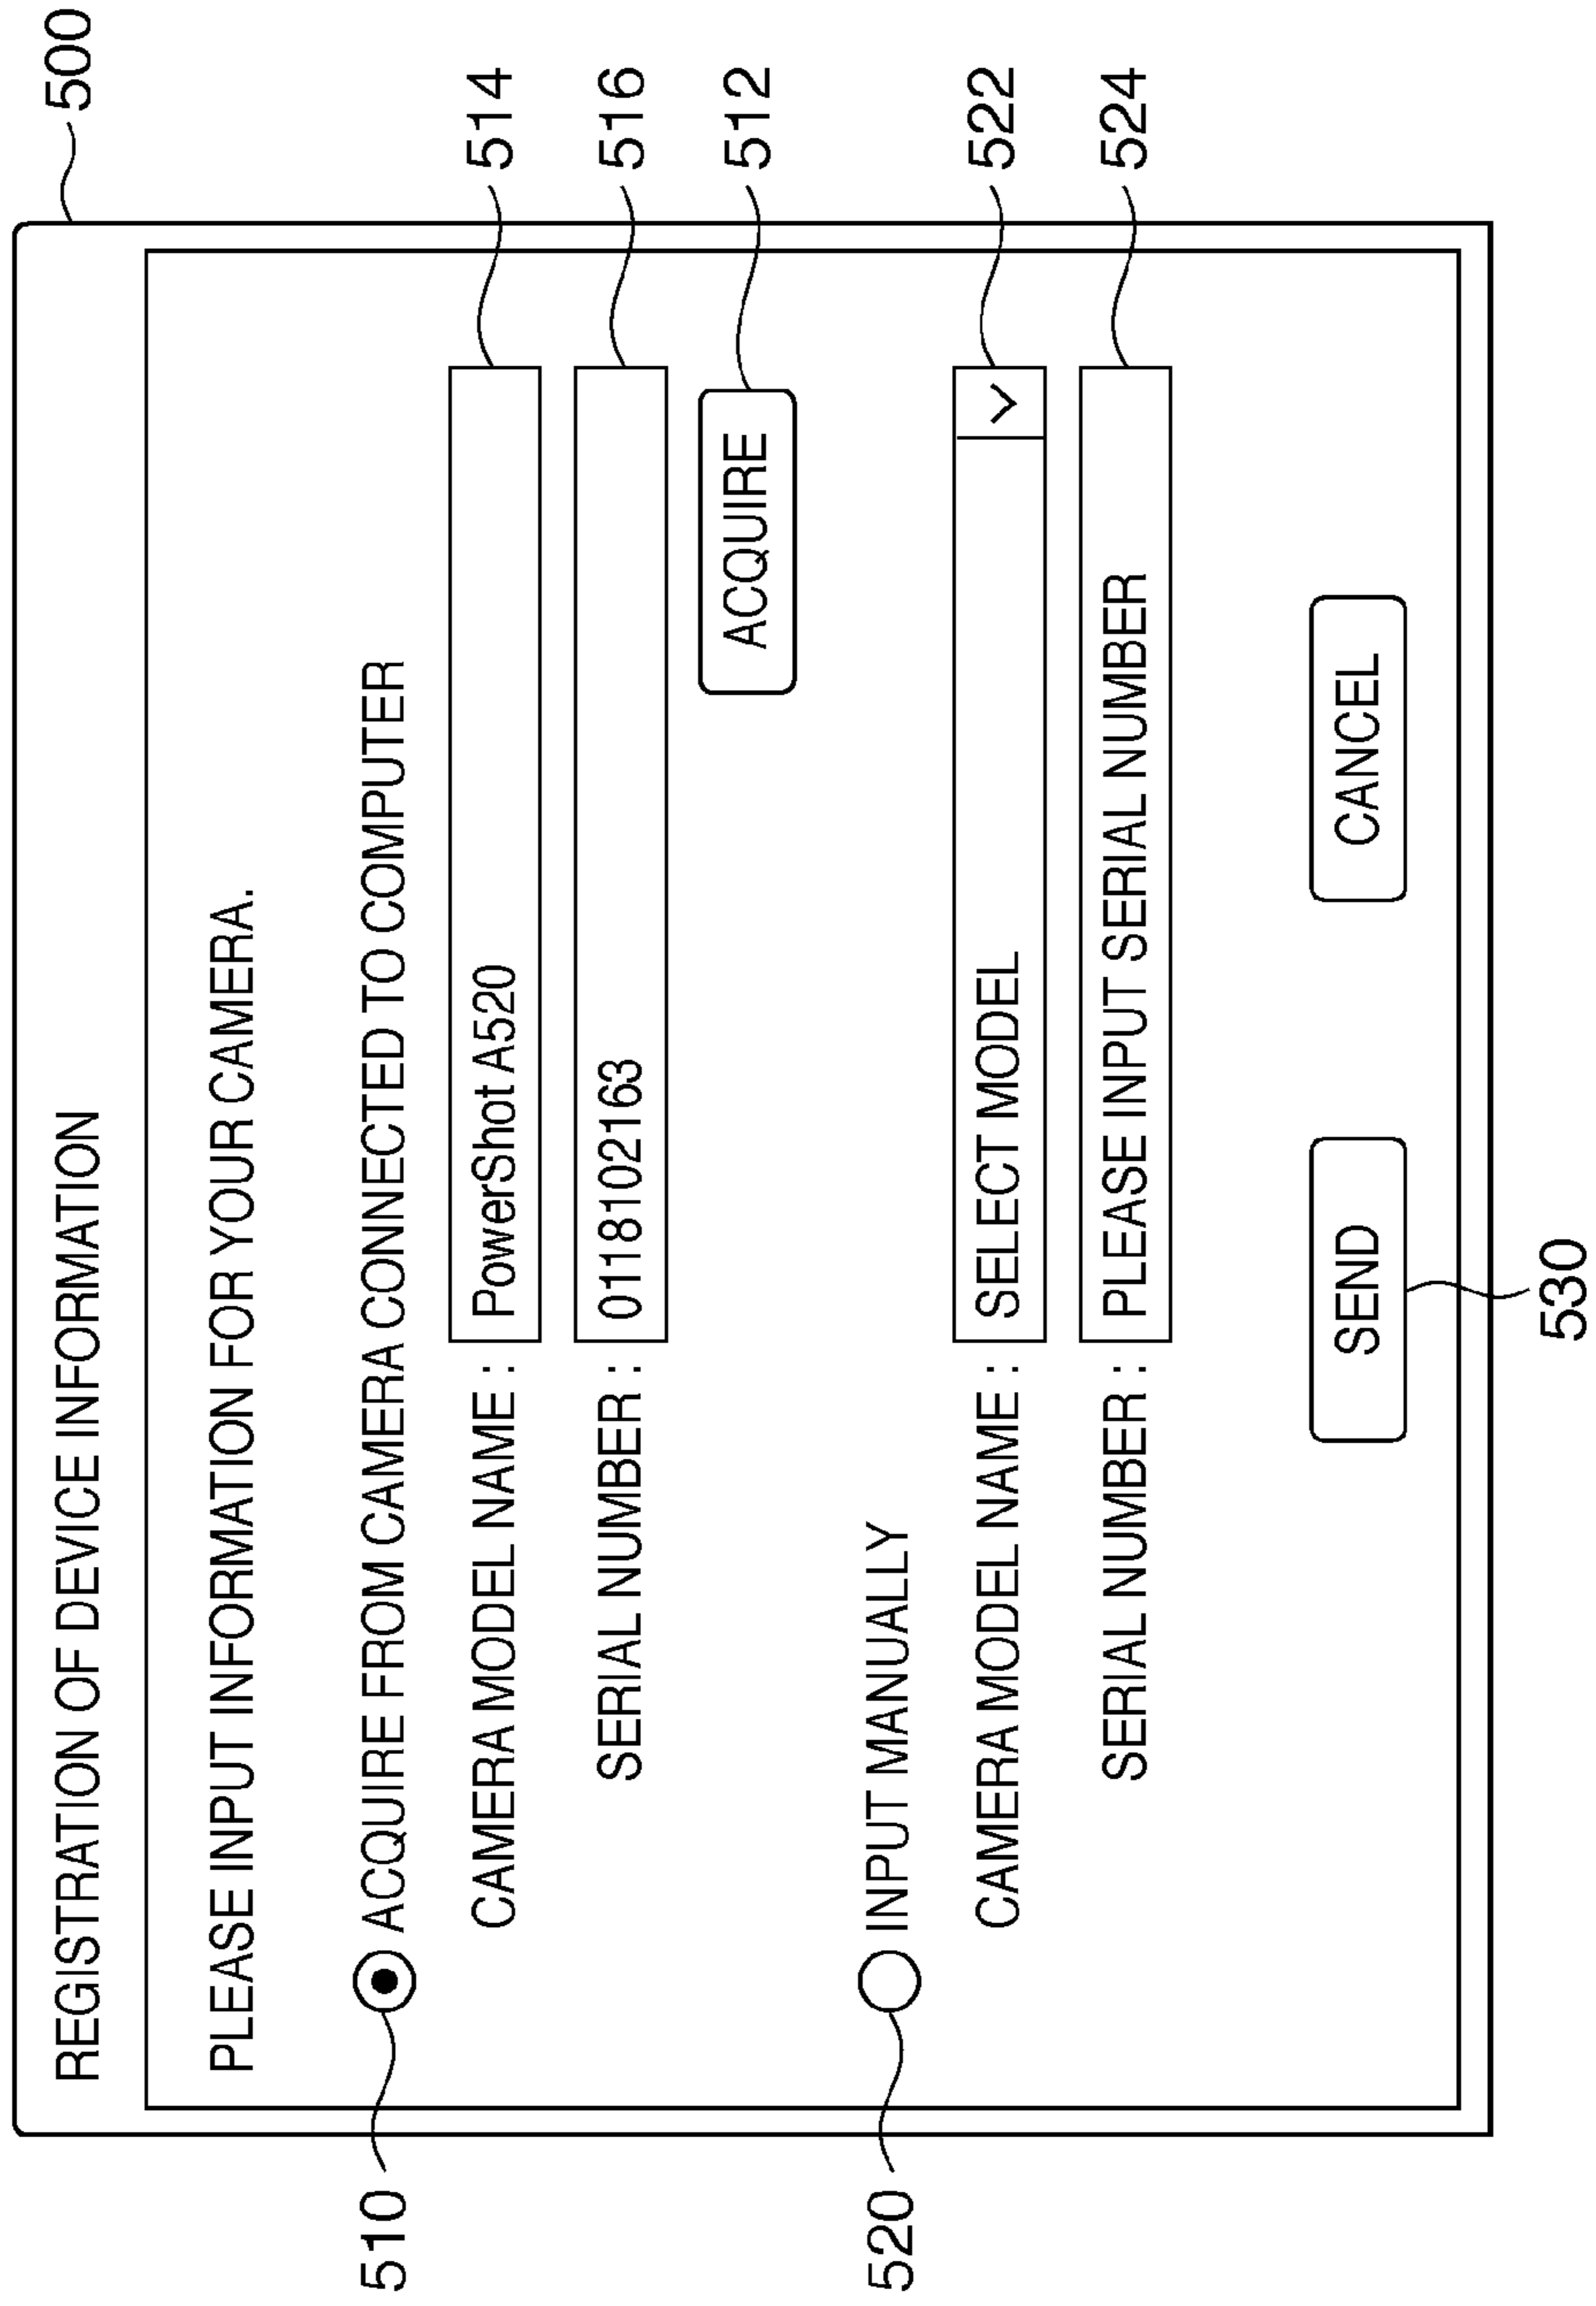 500
REGISTRATION OF DEVICE INFORMATION
PLEASE INPUT INFORMATION FOR YOUR CAMERA.
510
ACQUIRE FROM CAMERA CONNECTED TO COMPUTER
CAMERA MODEL NAME : PowerShot A520
514
SERIAL NUMBER : 0118102163
516
ACQUIRE
512
520
INPUT MANUALLY
CAMERA MODEL NAME : SELECT MODEL
522
SERIAL NUMBER : PLEASE INPUT SERIAL NUMBER
524
SEND CANCEL
530